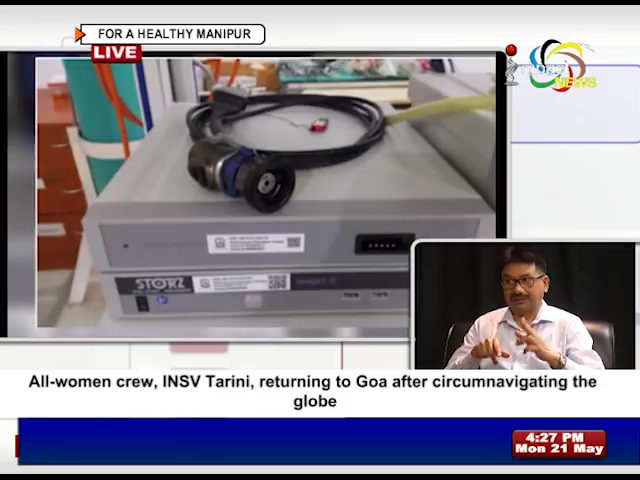 FOR A HEALTHY MANIPUR
LIVE
NEWS
STORZ
All-women crew, INSV Tarini, returning to Goa after circumnavigating the
globe
4:27 PM
Mon 21 May